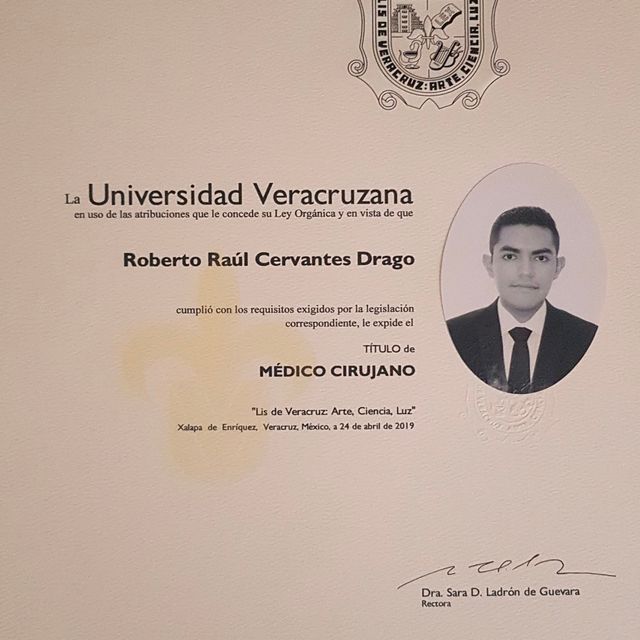 LIS DE VERACRUZ: ARTE, CIENCIA, LUZ
LEX
La Universidad Veracruzana
en uso de las atribuciones que le concede su Ley Orgánica y en vista de que
Roberto Raúl Cervantes Drago
cumplió con los requisitos exigidos por la legislación
correspondiente, le expide el
TÍTULO de
MÉDICO CIRUJANO
"Lis de Veracruz: Arte, Ciencia, Luz"
Xalapa de Enríquez, Veracruz, México, a 24 de abril de 2019
Dra. Sara D. Ladrón de Guevara
Rectora